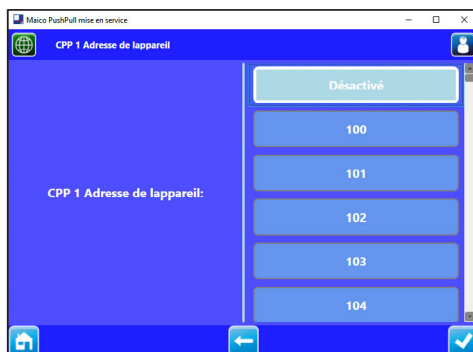 Maico PushPull mise en service
CPP 1 Adresse de lappareil
CPP 1 Adresse de lappareil:
Désactivé
100
101
102
103
104